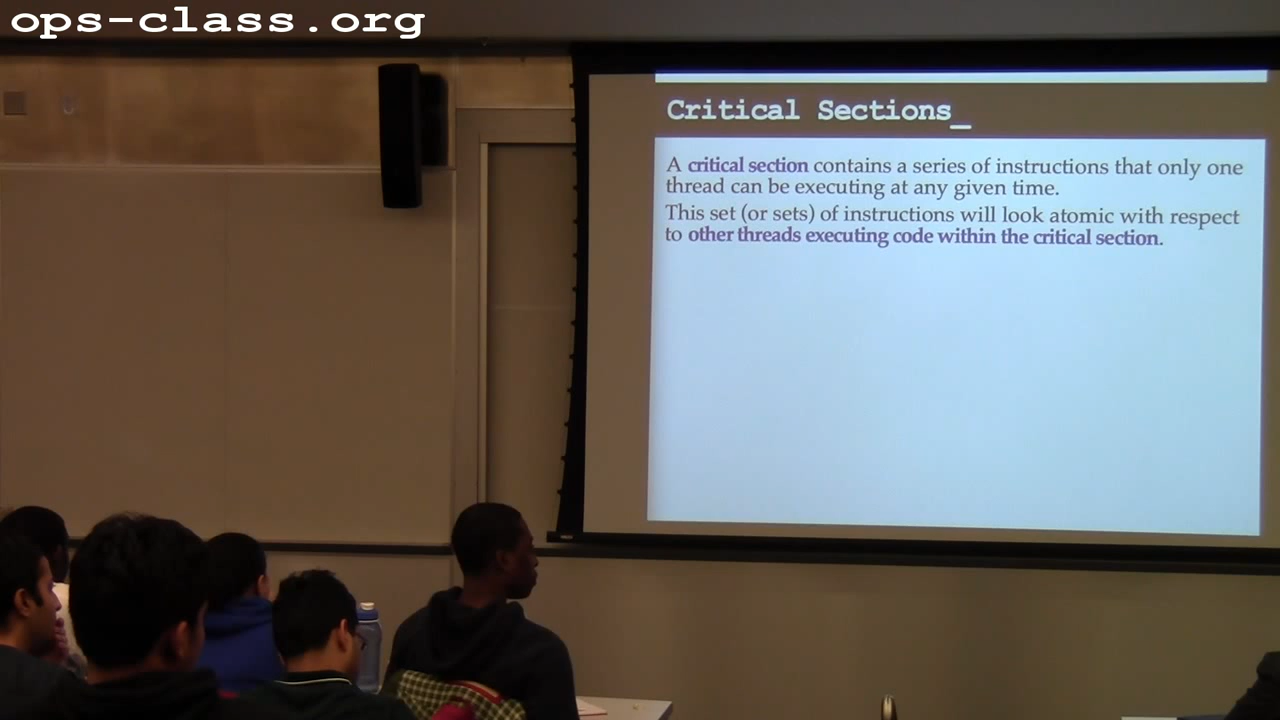 ops-class.org
Critical Sections_
A critical section contains a series of instructions that only one
thread can be executing at any given time.
This set (or sets) of instructions will look atomic with respect
to other threads executing code within the critical section.